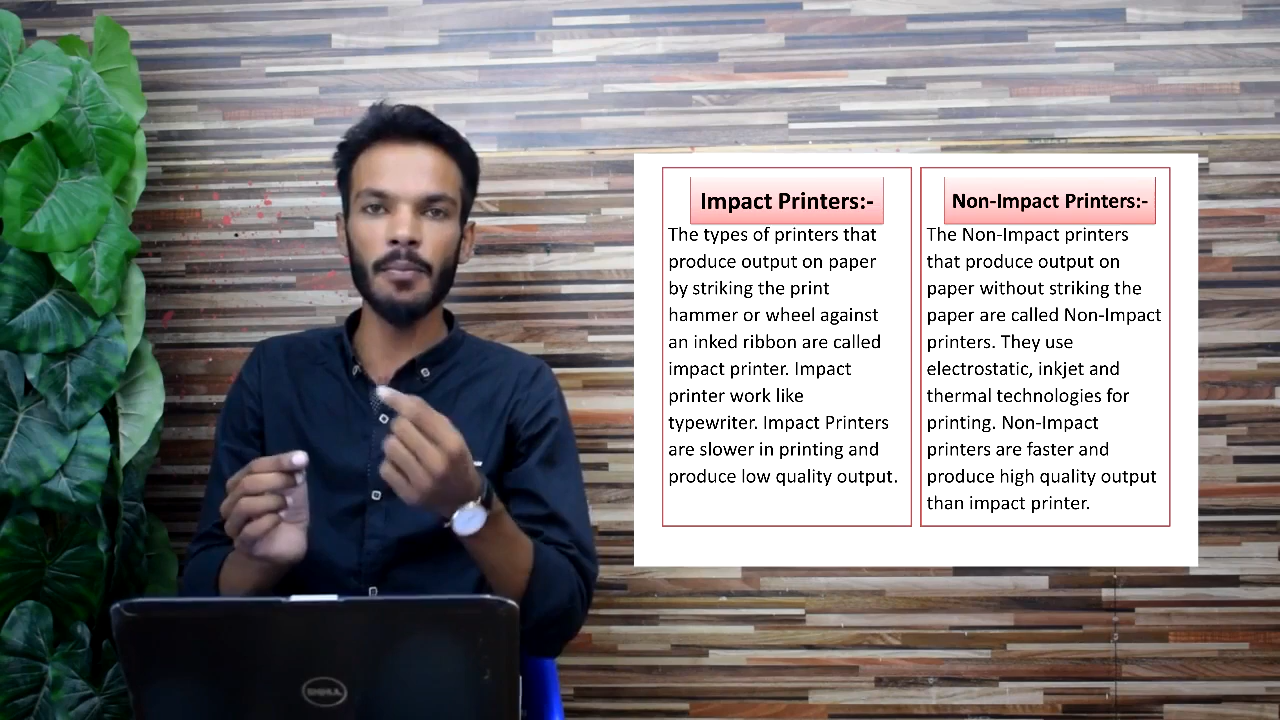 Impact Printers:-
The types of printers that
produce output on paper
by striking the print
hammer or wheel against
an inked ribbon are called
impact printer. Impact
printer work like
typewriter. Impact Printers
are slower in printing and
produce low quality output.
Non-Impact Printers:-
The Non-Impact printers
that produce output on
paper without striking the
paper are called Non-Impact
printers. They use
electrostatic, inkjet and
thermal technologies for
printing. Non-Impact
printers are faster and
produce high quality output
than impact printer.
DELL